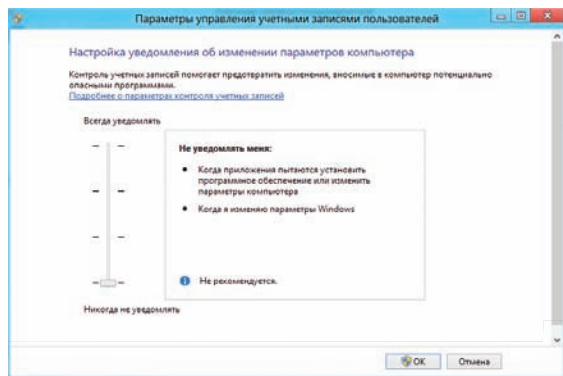 Параметры управления учетными записями пользователей
Настройка уведомления об изменении параметров компьютера
Контроль учетных записей помогает предотвратить изменения, вносимые в компьютер потенциально
опасными программами.
Подробнее о параметрах контроля учетных записей
Всегда уведомлять
Не уведомлять меня:
• Когда приложения пытаются установить
программное обеспечение или изменить
параметры компьютера
• Когда я изменяю параметры Windows
Не рекомендуется.
Никогда не уведомлять
OK
Отмена